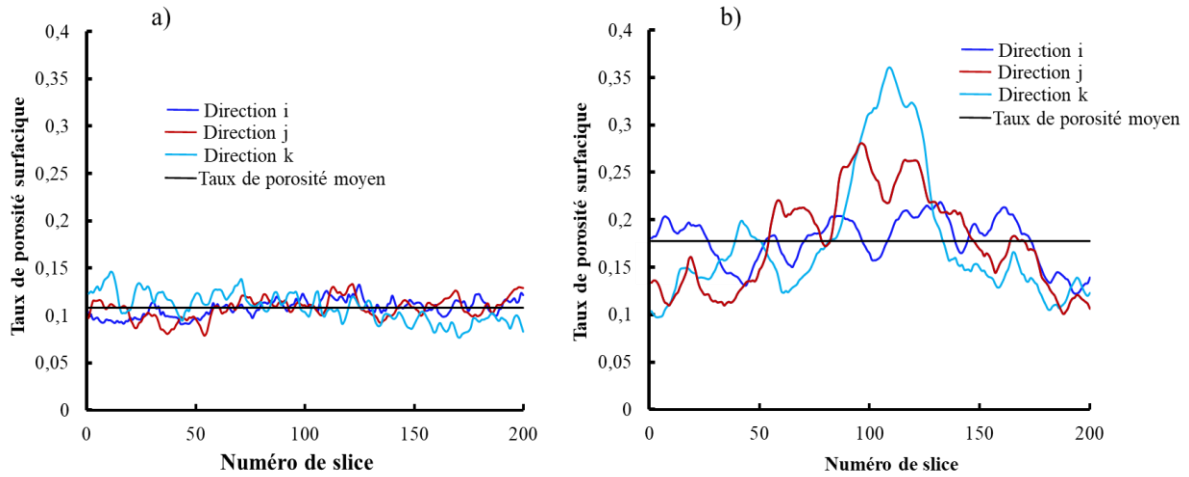 a)
Taux de porosité surfacique
0,4
0,35
0,3
0,25
0,2
0,15
0,1
0,05
0
Direction i
Direction j
Direction k
Taux de porosité moyen
0
50
100
150
200
Numéro de slice
b)
Taux de porosité surfacique
0,4
0,35
0,3
0,25
0,2
0,15
0,1
0,05
0
Direction i
Direction j
Direction k
Taux de porosité moyen
0
50
100
150
200
Numéro de slice